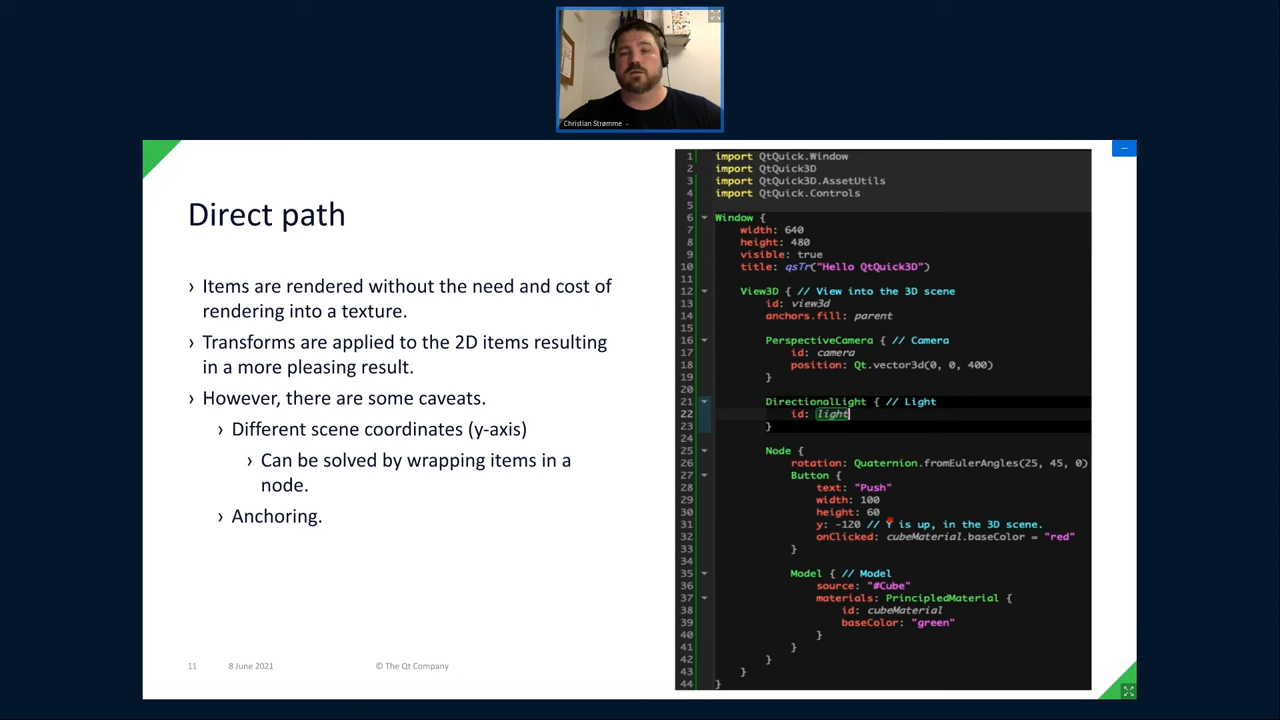 Christian Strømme -
Direct path
› Items are rendered without the need and cost of
rendering into a texture.
› Transforms are applied to the 2D items resulting
in a more pleasing result.
› However, there are some caveats.
› Different scene coordinates (y-axis)
› Can be solved by wrapping items in a
node.
› Anchoring.
11 8 June 2021 © The Qt Company
1 import QtQuick.Window
2 import QtQuick3D
3 import QtQuick3D.AssetUtils
4 import QtQuick.Controls
5
6 Window {
7 width: 640
8 height: 480
9 visible: true
10 title: qsTr("Hello QtQuick3D")
11
12 View3D { // View into the 3D scene
13 id: view3d
14 anchors.fill: parent
15
16 PerspectiveCamera { // Camera
17 id: camera
18 position: Qt.vector3d(0, 0, 400)
19 }
20
21 DirectionalLight { // Light
22 id: light
23 }
24
25 Node {
26 rotation: Quaternion.fromEulerAngles(25, 45, 0)
27 Button {
28 text: "Push"
29 width: 100
30 height: 60
31 y: -120 // Y is up, in the 3D scene.
32 onClicked: cubeMaterial.baseColor = "red"
33 }
34
35 Model { // Model
36 source: "#Cube"
37 materials: PrincipledMaterial {
38 id: cubeMaterial
39 baseColor: "green"
40 }
41 }
42 }
43 }
44 }